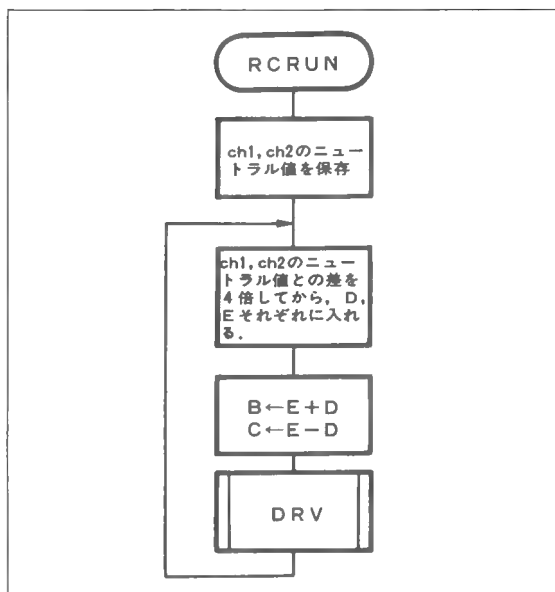 RCRUN
ch1,ch2のニュー
トラル値を保存
ch1,ch2のニュー
トラル値との差を
4倍してから，D，
Eそれぞれに入れ
る．
B←E＋D
C←E－D
DRV